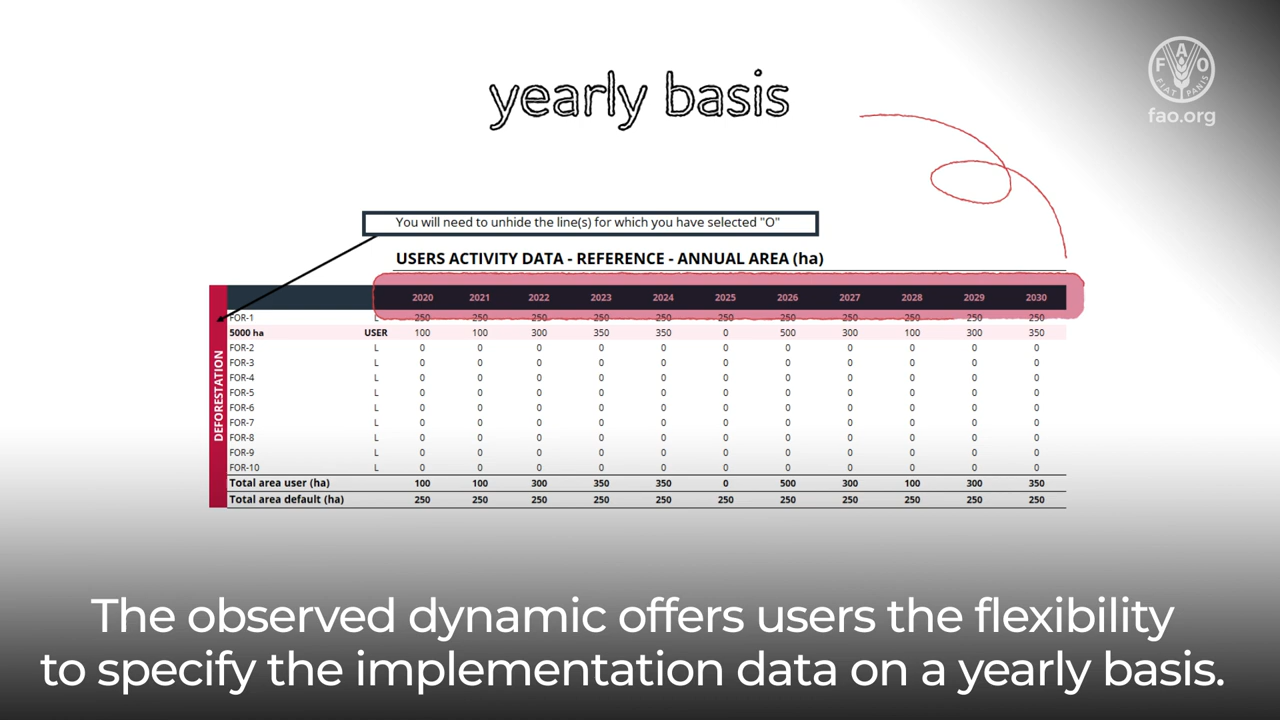 yearly basis
FAO
FIAT PANIS
fao.org
You will need to unhide the line(s) for which you have selected "O"
USERS ACTIVITY DATA - REFERENCE - ANNUAL AREA (ha)
2020 2021 2022 2023 2024 2025 2026 2027 2028 2029 2030
DEFORESTATION
FOR-1 L 250 250 250 250 250 250 250 250 250 250 250
5000 ha USER 100 100 300 350 350 0 500 300 100 300 350
FOR-2 L 0 0 0 0 0 0 0 0 0 0 0
FOR-3 L 0 0 0 0 0 0 0 0 0 0 0
FOR-4 L 0 0 0 0 0 0 0 0 0 0 0
FOR-5 L 0 0 0 0 0 0 0 0 0 0 0
FOR-6 L 0 0 0 0 0 0 0 0 0 0 0
FOR-7 L 0 0 0 0 0 0 0 0 0 0 0
FOR-8 L 0 0 0 0 0 0 0 0 0 0 0
FOR-9 L 0 0 0 0 0 0 0 0 0 0 0
FOR-10 L 0 0 0 0 0 0 0 0 0 0 0
Total area user (ha) 100 100 300 350 350 0 500 300 100 300 350
Total area default (ha) 250 250 250 250 250 250 250 250 250 250 250
The observed dynamic offers users the flexibility
to specify the implementation data on a yearly basis.